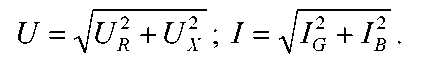 U = √(U_R^2 + U_X^2) ; I = √(I_G^2 + I_B^2) .